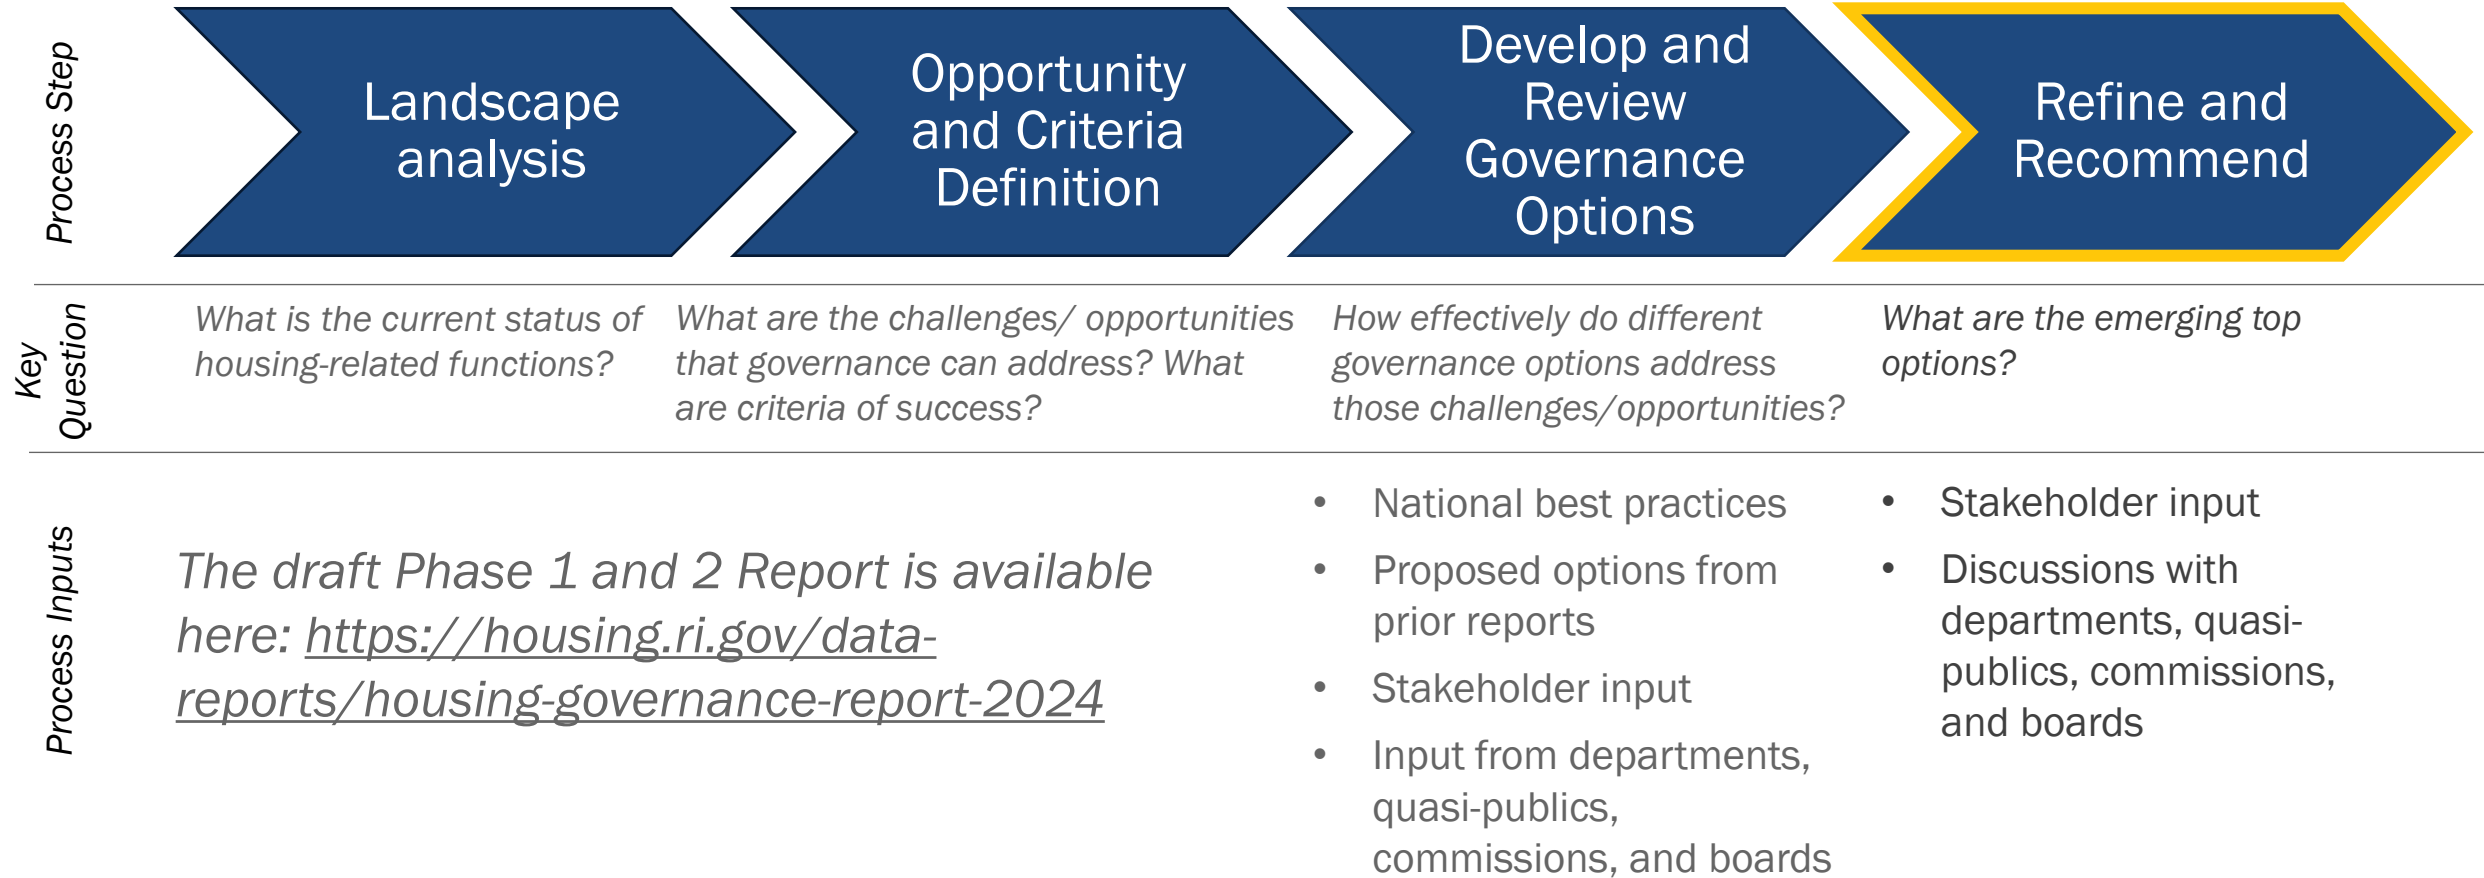 Process Step
Landscape
analysis
Opportunity
and Criteria
Definition
Develop and
Review
Governance
Options
Refine and
Recommend
Key
Question
What is the current status of
housing-related functions?
What are the challenges/ opportunities
that governance can address? What
are criteria of success?
How effectively do different
governance options address
those challenges/opportunities?
What are the emerging top
options?
Process Inputs
The draft Phase 1 and 2 Report is available
here: https://housing.ri.gov/data-
reports/housing-governance-report-2024
• National best practices
• Proposed options from
prior reports
• Stakeholder input
• Input from departments,
quasi-publics,
commissions, and boards
• Stakeholder input
• Discussions with
departments, quasi-
publics, commissions,
and boards